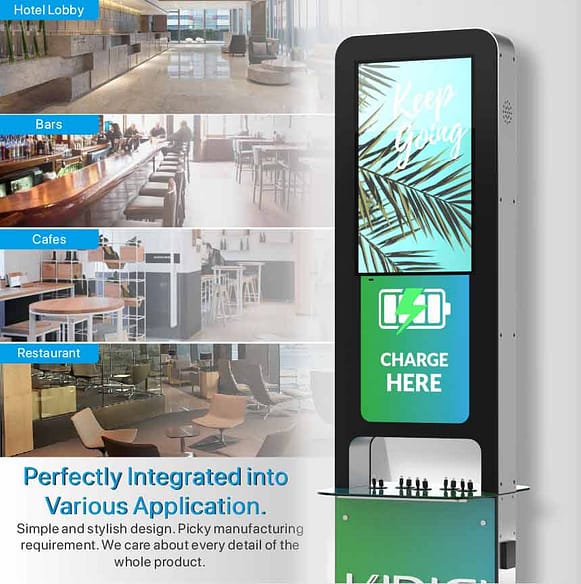 Hotel Lobby
Bars
Cafes
Restaurant
Keep
Going
CHARGE
HERE
Perfectly Integrated into
Various Application.
Simple and stylish design. Picky manufacturing
requirement. We care about every detail of the
whole product.